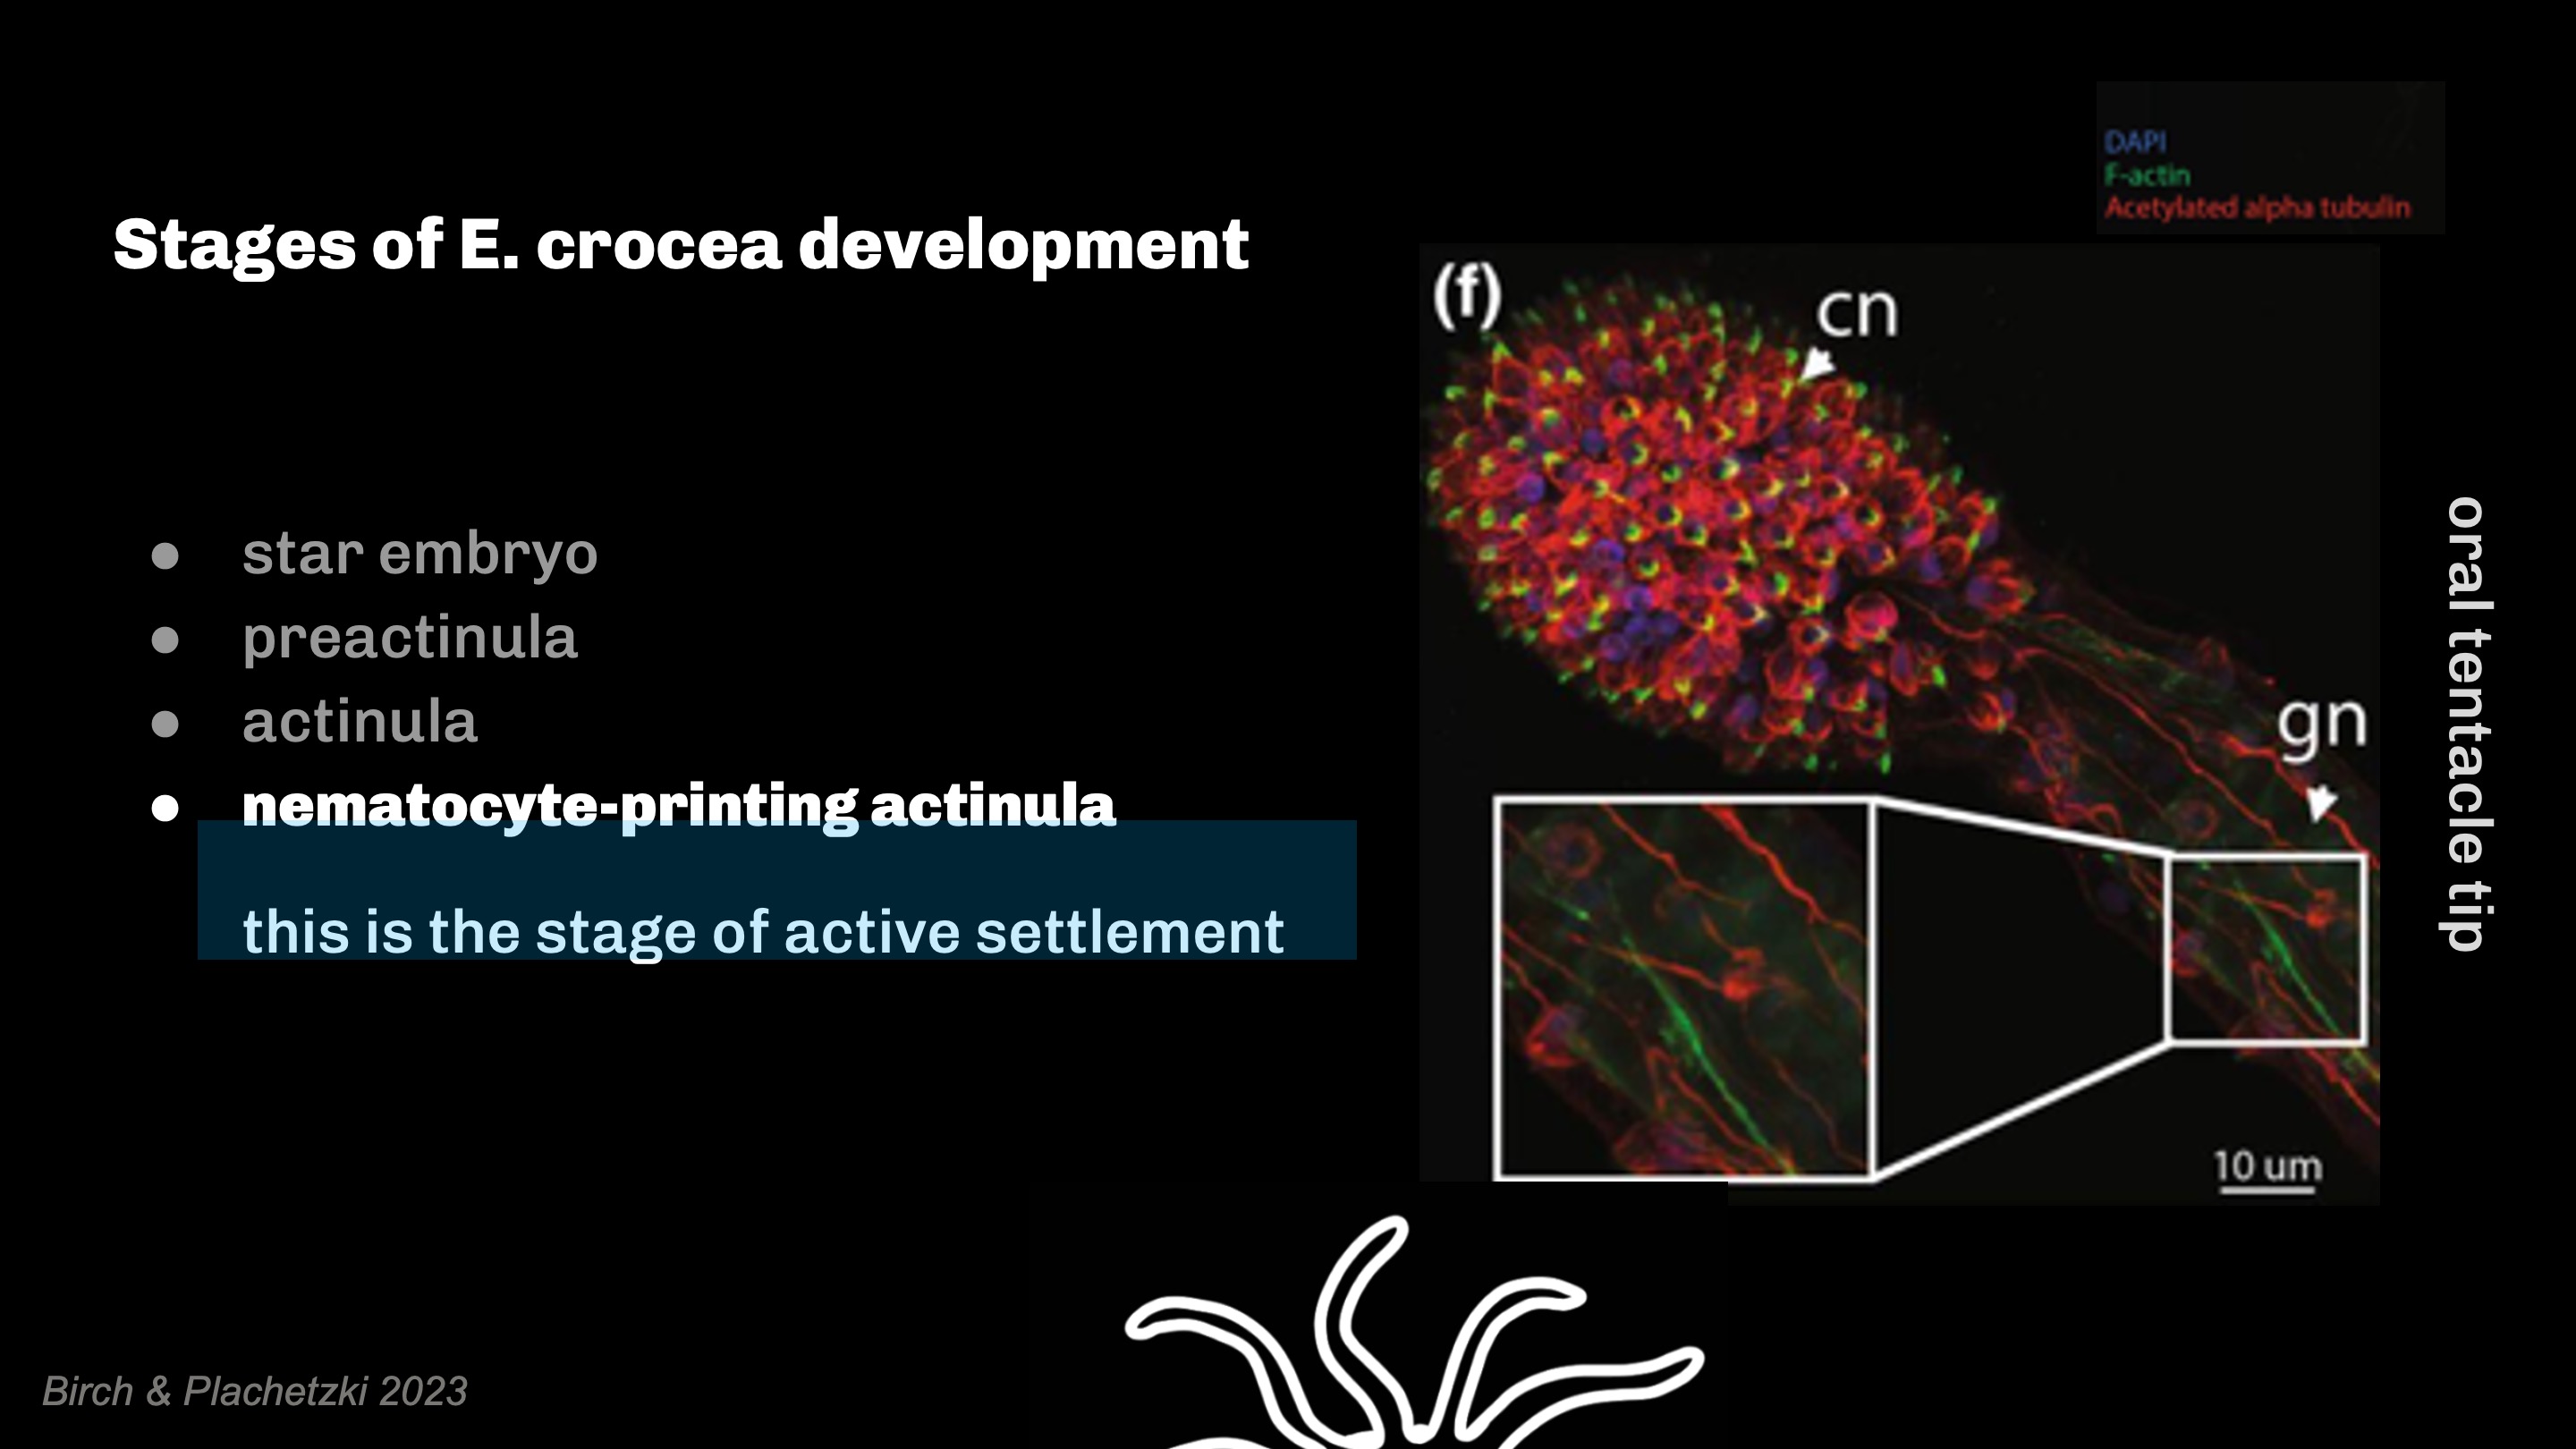 Stages of E. crocea development
star embryo
preactinula
actinula
nematocyte-printing actinula
this is the stage of active settlement
DAPI
F-actin
Acetylated alpha tubulin
(f)
cn
gn
10 um
oral tentacle tip
Birch & Plachetzki 2023